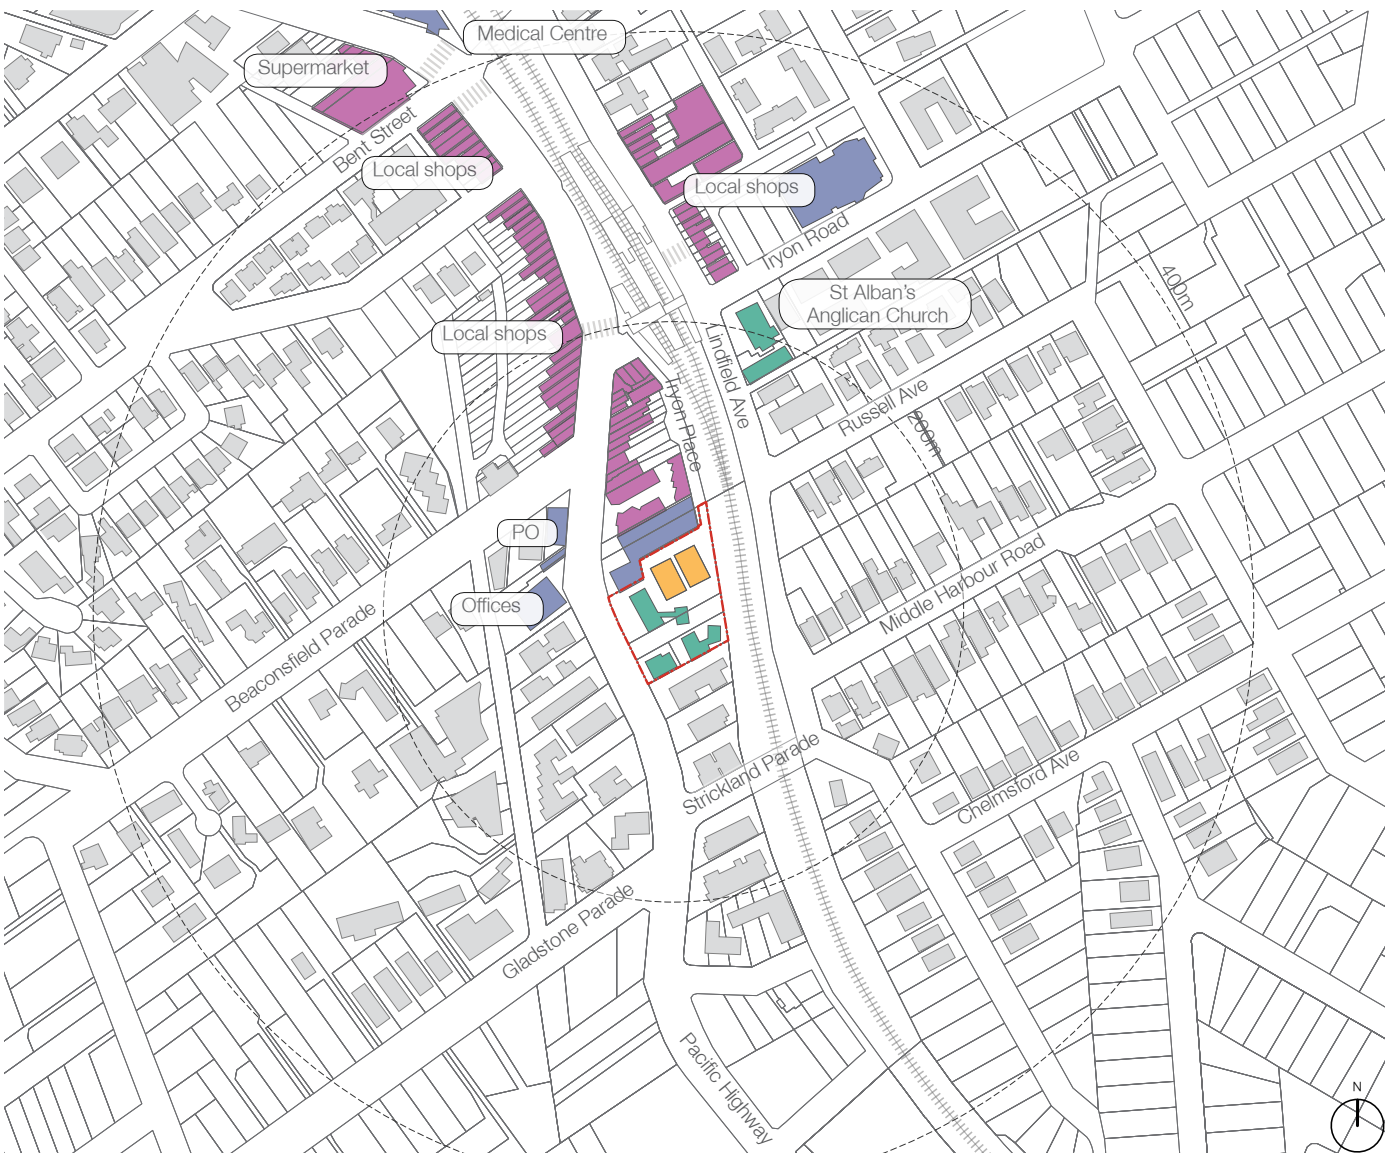 Medical Centre
Supermarket
Bent Street
Local shops
Local shops
Tryon Road
400m
St Alban's
Anglican Church
Local shops
Lindfield Ave
Tryon Place
Russell Ave
200m
PO
Offices
Middle Harbour Road
Beaconsfield Parade
Strickland Parade
Chelmsford Ave
Gladstone Parade
Pacific Highway
N